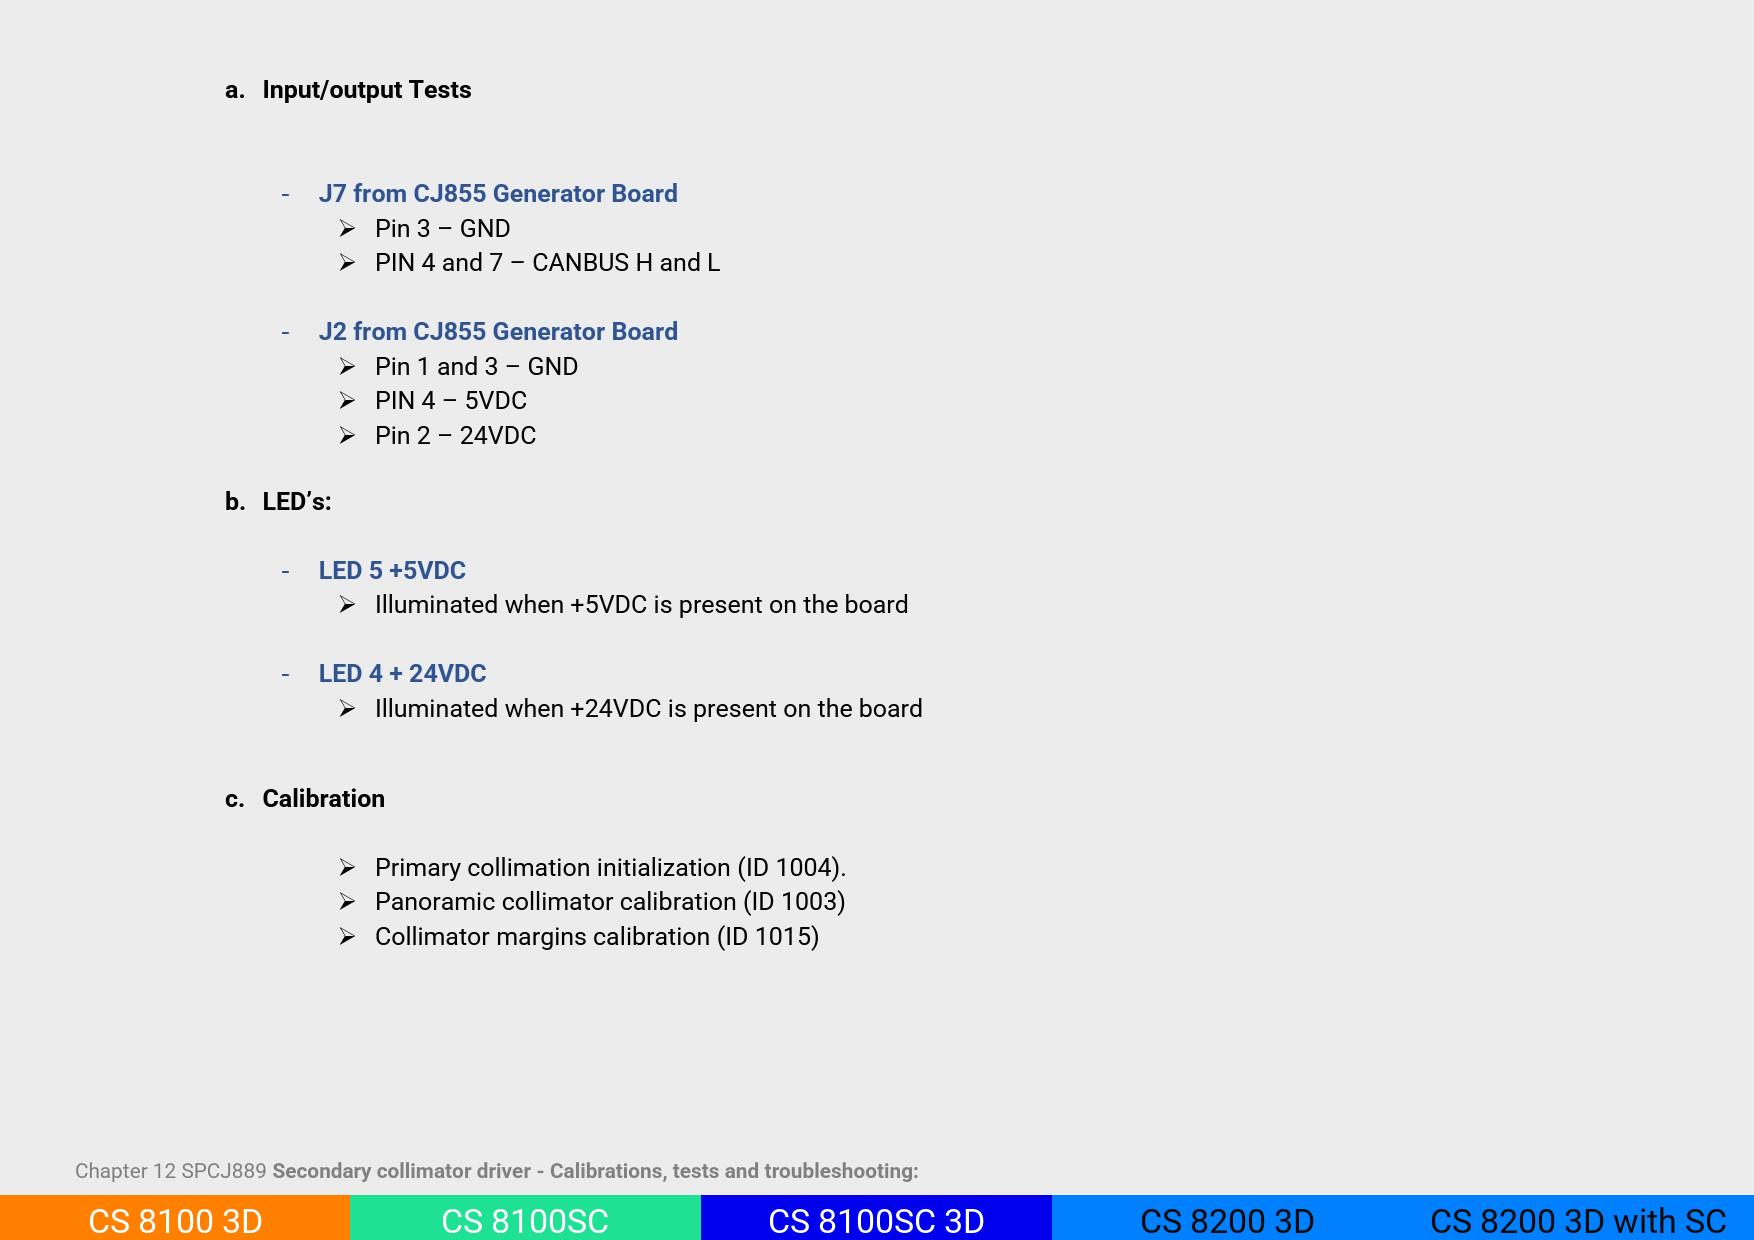 a. Input/output Tests
- J7 from CJ855 Generator Board
➢ Pin 3 – GND
➢ PIN 4 and 7 – CANBUS H and L
- J2 from CJ855 Generator Board
➢ Pin 1 and 3 – GND
➢ PIN 4 – 5VDC
➢ Pin 2 – 24VDC
b. LED’s:
- LED 5 +5VDC
➢ Illuminated when +5VDC is present on the board
- LED 4 + 24VDC
➢ Illuminated when +24VDC is present on the board
c. Calibration
➢ Primary collimation initialization (ID 1004).
➢ Panoramic collimator calibration (ID 1003)
➢ Collimator margins calibration (ID 1015)
Chapter 12 SPCJ889 Secondary collimator driver - Calibrations, tests and troubleshooting:
CS 8100 3D CS 8100SC CS 8100SC 3D CS 8200 3D CS 8200 3D with SC